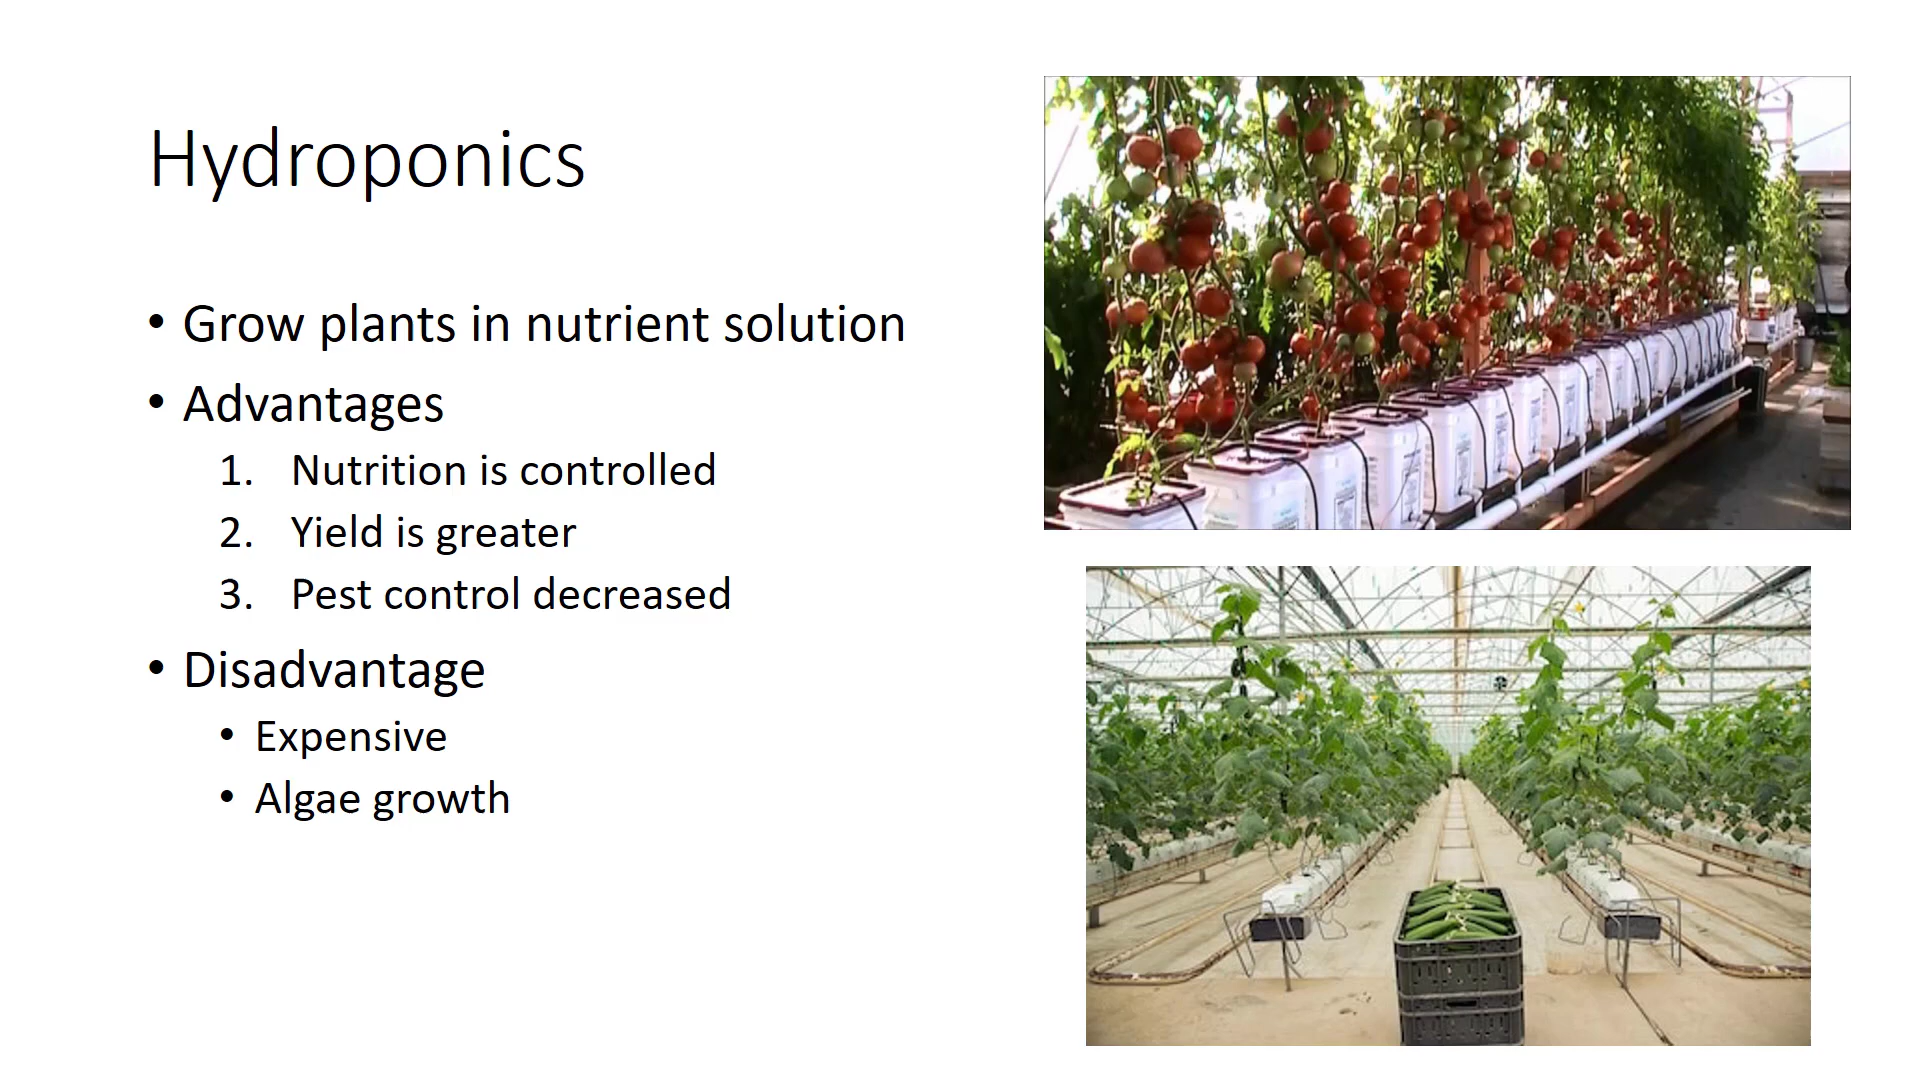 Hydroponics
• Grow plants in nutrient solution
• Advantages
1. Nutrition is controlled
2. Yield is greater
3. Pest control decreased
• Disadvantage
• Expensive
• Algae growth